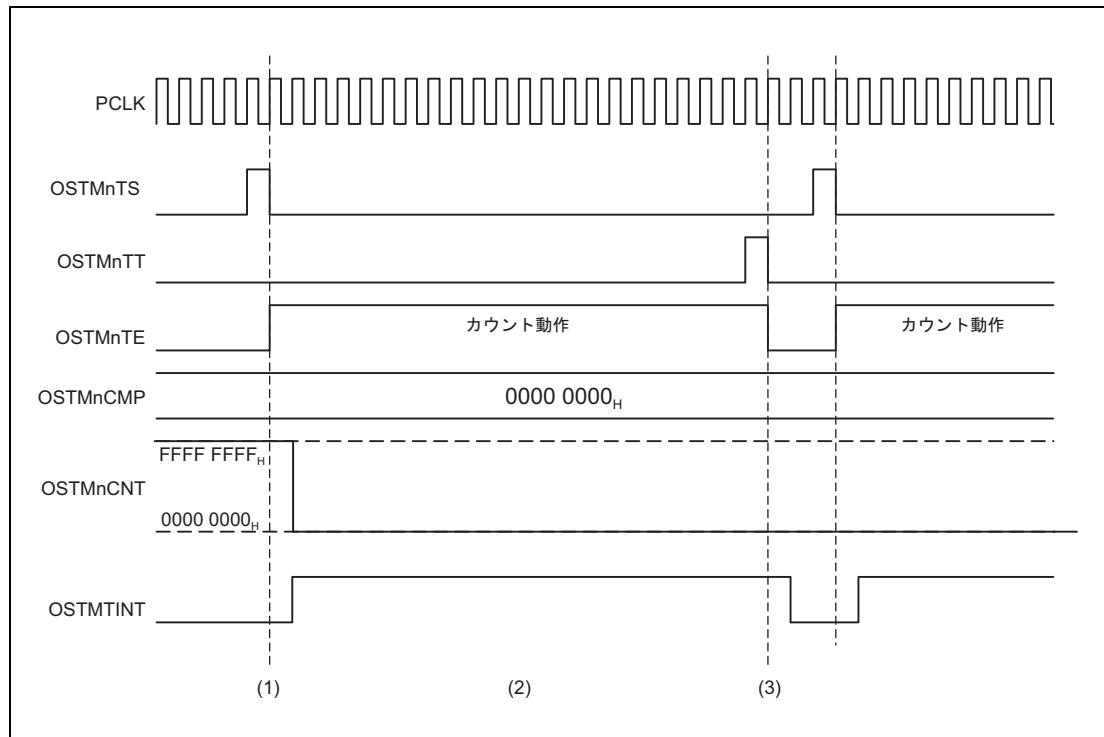 PCLK
OSTMnTS
OSTMnTT
OSTMnTE
カウント動作
カウント動作
OSTMnCMP
0000 0000H
FFFF FFFFH
OSTMnCNT
0000 0000H
OSTMTINT
(1)
(2)
(3)